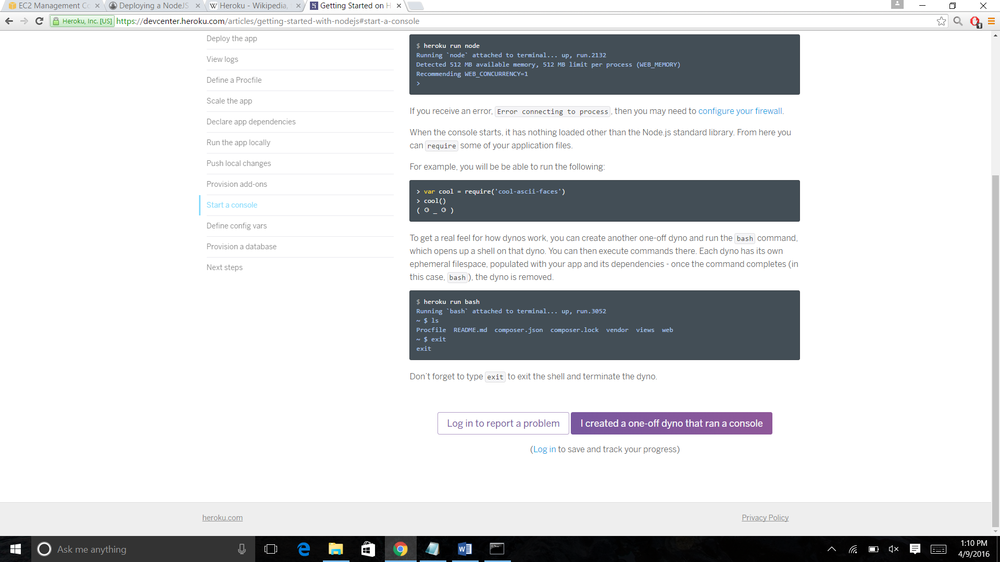 EC2 Management Co
Deploying a NodeJS
Heroku - Wikipedia,
Getting Started on H
Heroku, Inc. [US]
https://devcenter.heroku.com/articles/getting-started-with-nodejs#start-a-console
1
Deploy the app
View logs
Define a Procfile
Scale the app
Declare app dependencies
Run the app locally
Push local changes
Provision add-ons
Start a console
Define config vars
Provision a database
Next steps
$ heroku run node
Running `node` attached to terminal... up, run.2132
Detected 512 MB available memory, 512 MB limit per process (WEB_MEMORY)
Recommending WEB_CONCURRENCY=1
>
If you receive an error, Error connecting to process, then you may need to configure your firewall.
When the console starts, it has nothing loaded other than the Node.js standard library. From here you
can require some of your application files.
For example, you will be be able to run the following:
> var cool = require('cool-ascii-faces')
> cool()
( ⚆ _ ⚆ )
To get a real feel for how dynos work, you can create another one-off dyno and run the bash command,
which opens up a shell on that dyno. You can then execute commands there. Each dyno has its own
ephemeral filespace, populated with your app and its dependencies - once the command completes (in
this case, bash), the dyno is removed.
$ heroku run bash
Running `bash` attached to terminal... up, run.3052
~ $ ls
Procfile README.md composer.json composer.lock vendor views web
~ $ exit
exit
Don't forget to type exit to exit the shell and terminate the dyno.
Log in to report a problem
I created a one-off dyno that ran a console
(Log in to save and track your progress)
heroku.com
Privacy Policy
Ask me anything
1:10 PM
4/9/2016